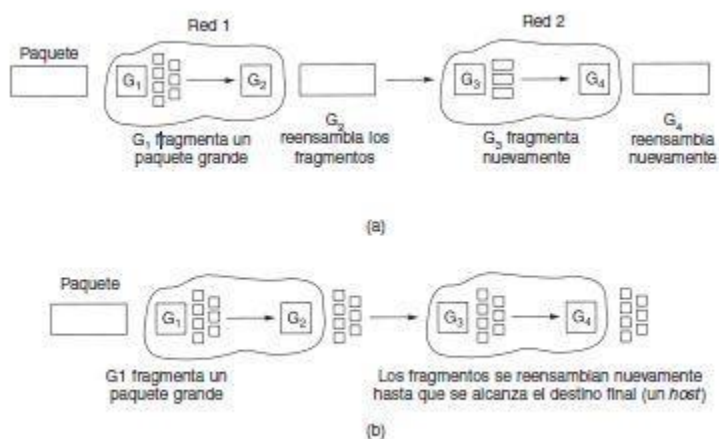 Red 1
Red 2
Paquete
G1
G2
G3
G4
G1 fragmenta un
paquete grande
G2
reensambla los
fragmentos
G3 fragmenta
nuevamente
G4
reensambla
nuevamente
(a)
Paquete
G1
G2
G3
G4
G1 fragmenta un
paquete grande
Los fragmentos se reensamblan nuevamente
hasta que se alcanza el destino final (un host)
(b)